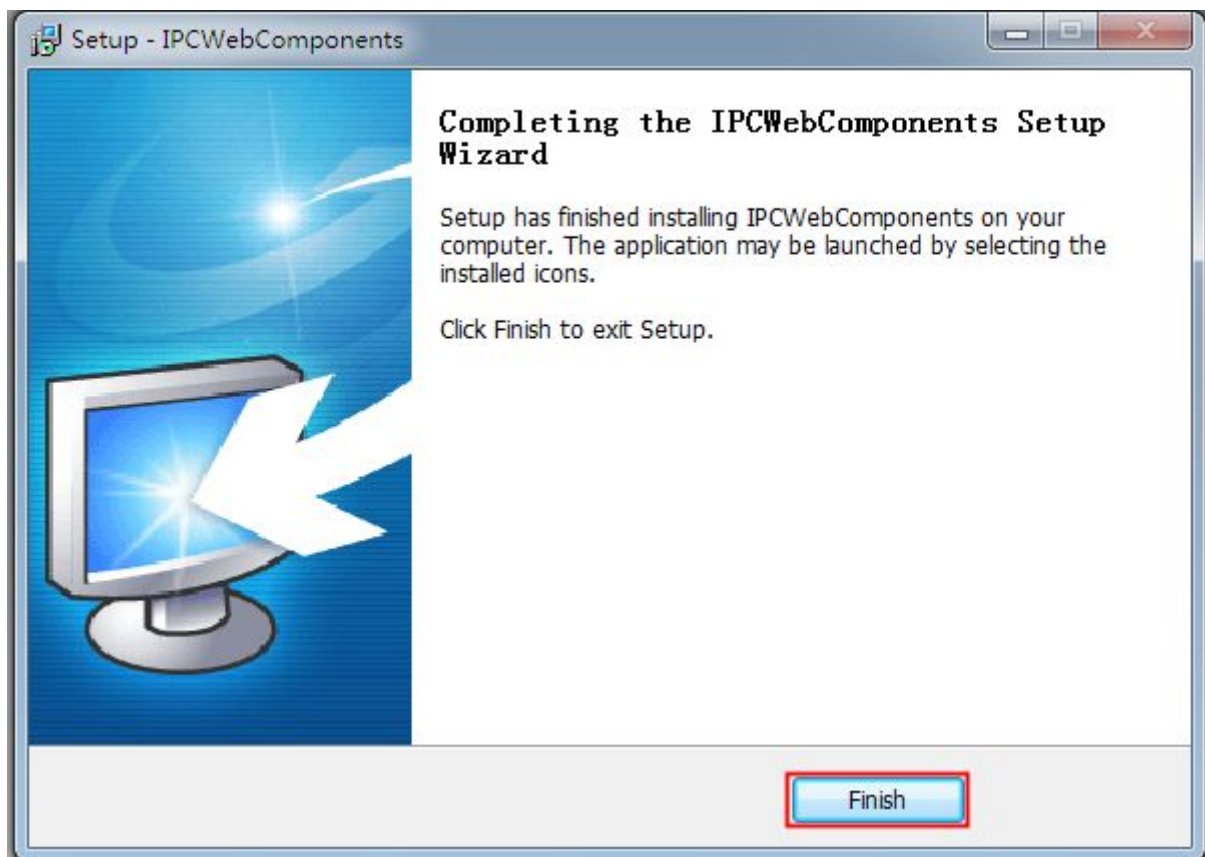 Setup - IPCWebComponents
Completing the IPCWebComponents Setup
Wizard
Setup has finished installing IPCWebComponents on your
computer. The application may be launched by selecting the
installed icons.
Click Finish to exit Setup.
Finish